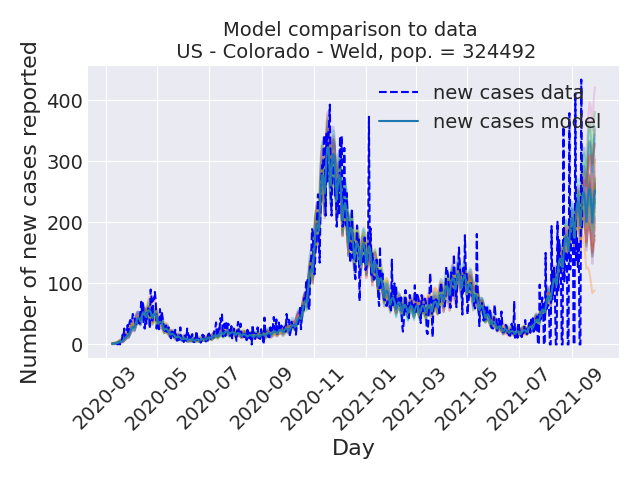 Model comparison to data
US - Colorado - Weld, pop. = 324492
new cases data
new cases model
Number of new cases reported
400
300
200
100
0
2020-03
2020-05
2020-07
2020-09
2020-11
2021-01
2021-03
2021-05
2021-07
2021-09
Day